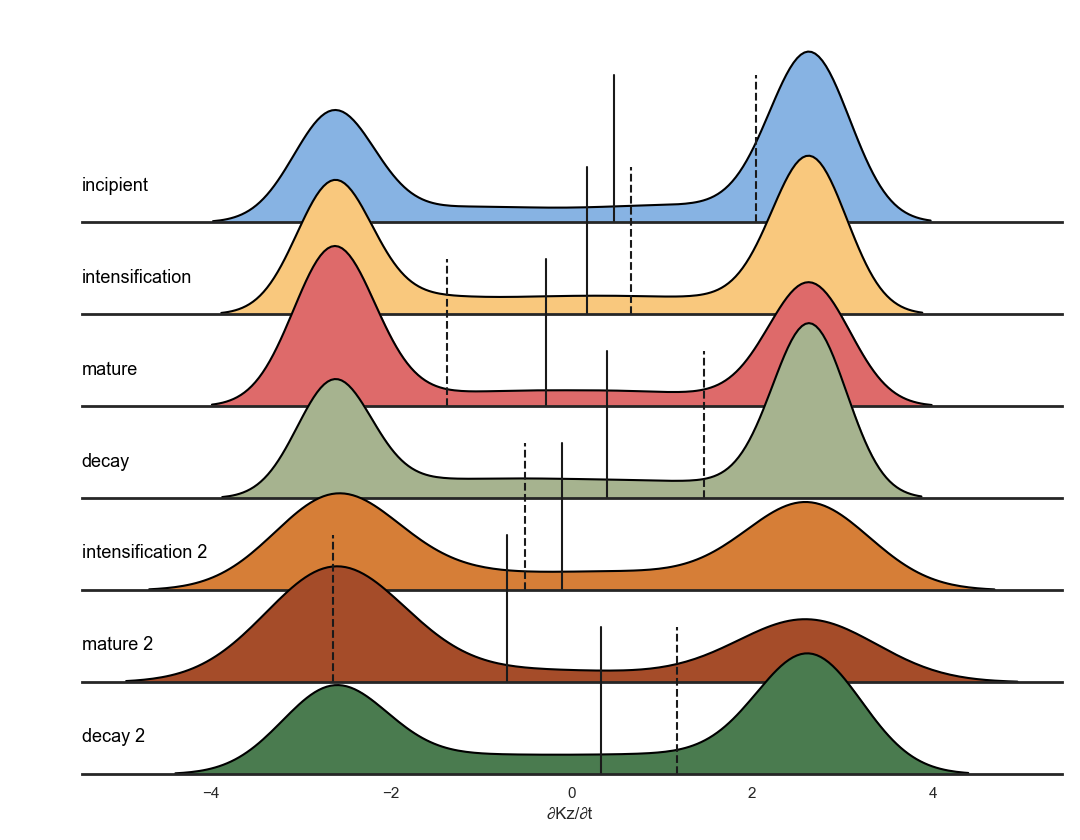 incipient
intensification
mature
decay
intensification 2
mature 2
decay 2
−4 −2 0 2 4
∂Kz/∂t